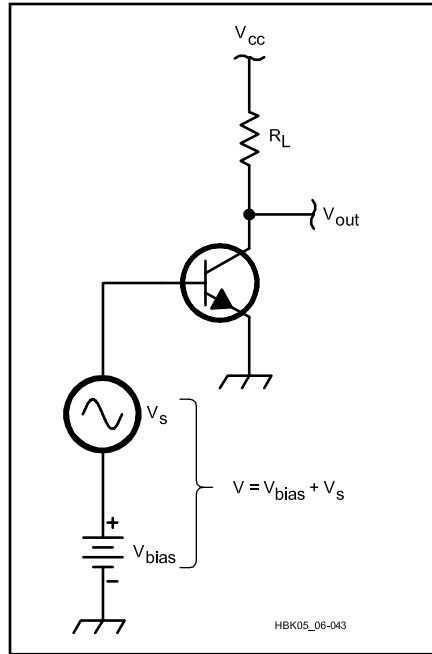 Vcc
RL
Vout
Vs
V = Vbias + Vs
+
Vbias
−
HBK05_06-043